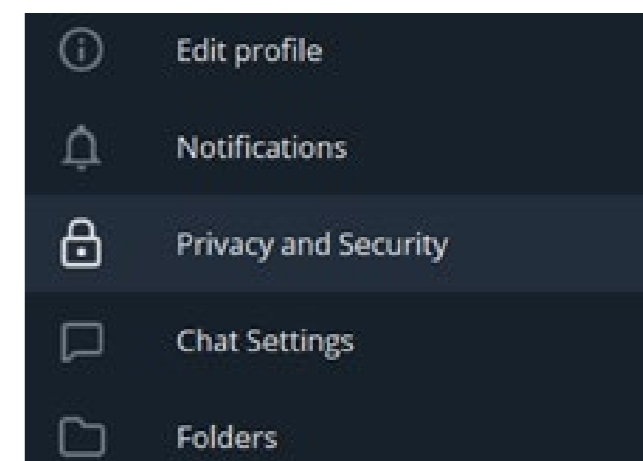 Edit profile
Notifications
Privacy and Security
Chat Settings
Folders